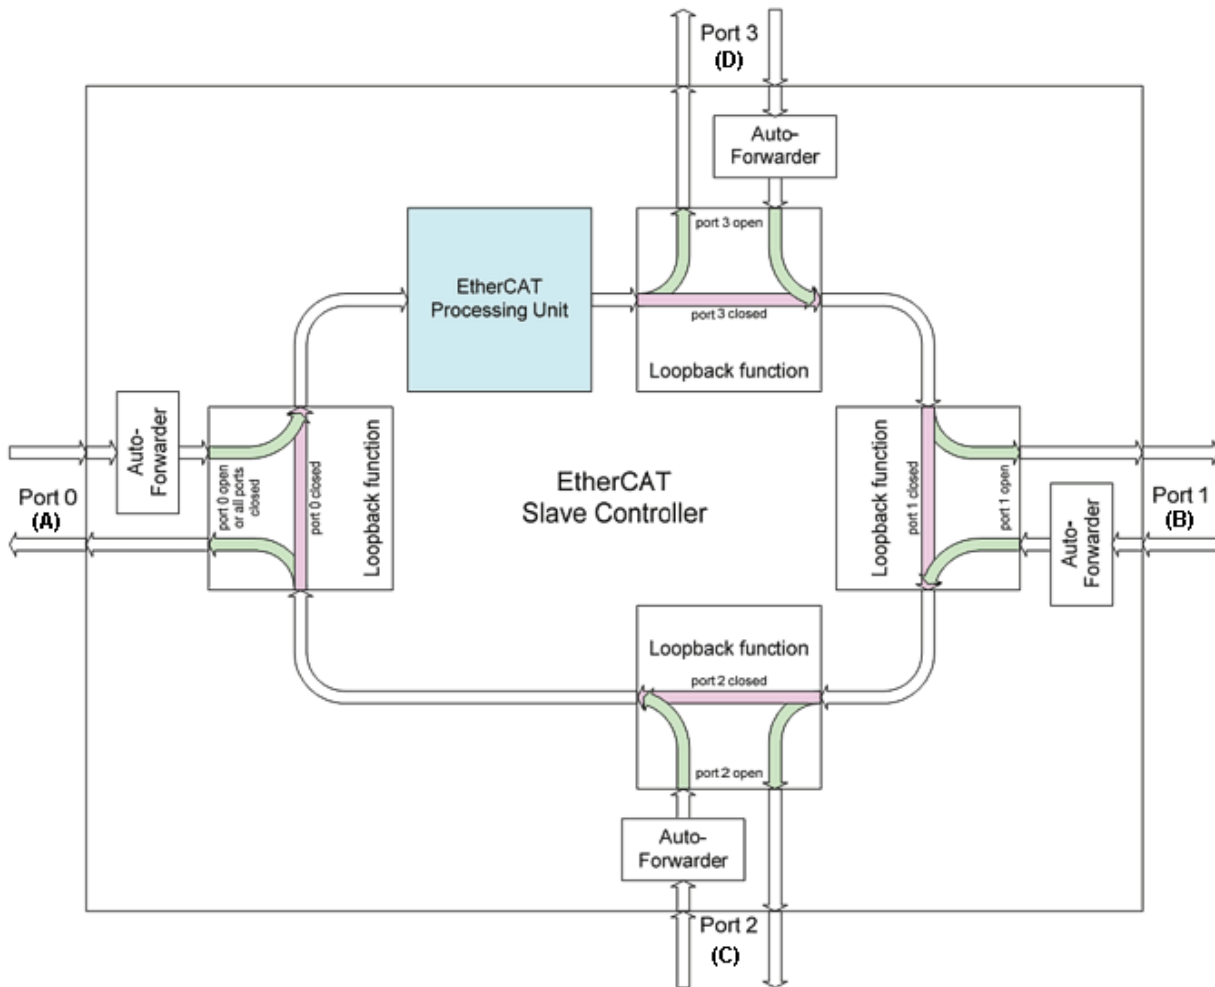 Port 3
(D)
Auto-
Forwarder
port 3 open
EtherCAT
Processing Unit
port 3 closed
Loopback function
Auto-
Forwarder
port 0 open
or all ports
closed
port 0 closed
Loopback function
Port 0
(A)
EtherCAT
Slave Controller
Loopback function
port 1 closed
port 1 open
Auto-
Forwarder
Port 1
(B)
Loopback function
port 2 closed
port 2 open
Auto-
Forwarder
Port 2
(C)